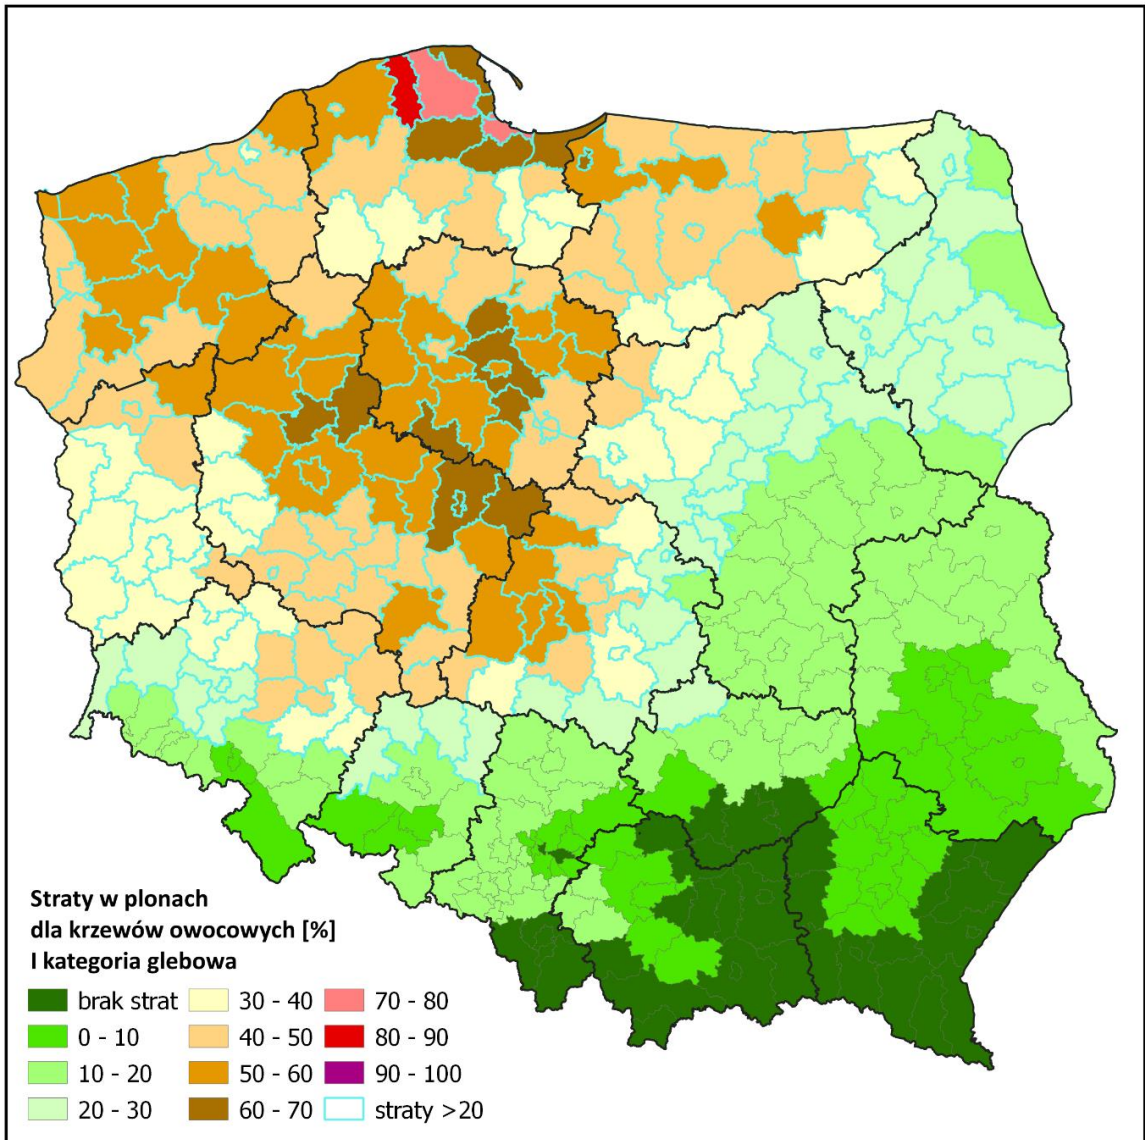 Straty w plonach
dla krzewów owocowych [%]
I kategoria glebowa
brak strat
0 - 10
10 - 20
20 - 30
30 - 40
40 - 50
50 - 60
60 - 70
70 - 80
80 - 90
90 - 100
straty >20